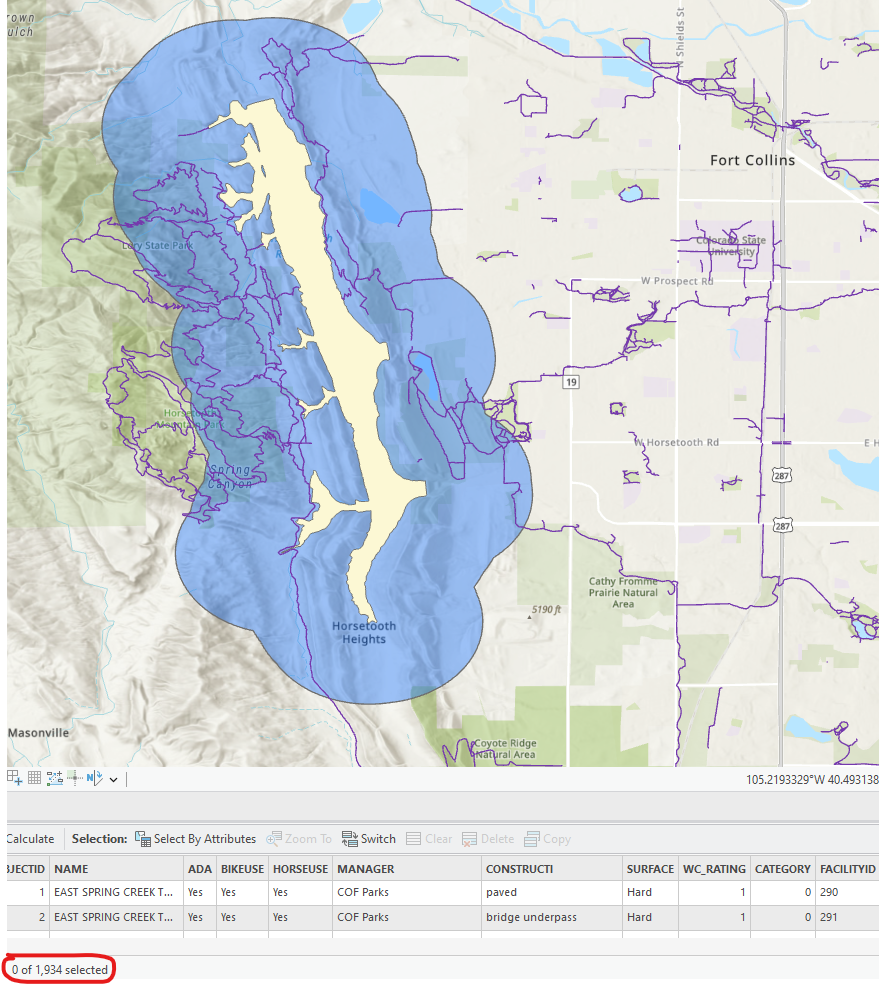 rown
ulch
N Shields St
Fort Collins
Lory State Park
R
h
Colorado State
University
W Prospect Rd
19
Horsetooth
Mountain Park
W Horsetooth Rd
E H
Spring
Canyon
287
287
Cathy Fromme
Prairie Natural
Area
5190 ft
Horsetooth
Heights
Masonville
Coyote Ridge
Natural Area
105.2193329°W 40.493138
Calculate Selection: Select By Attributes Zoom To Switch Clear Delete Copy
BJECTID NAME ADA BIKEUSE HORSEUSE MANAGER CONSTRUCTI SURFACE WC_RATING CATEGORY FACILITYID
1 EAST SPRING CREEK T... Yes Yes Yes COF Parks paved Hard 1 0 290
2 EAST SPRING CREEK T... Yes Yes Yes COF Parks bridge underpass Hard 1 0 291
0 of 1,934 selected